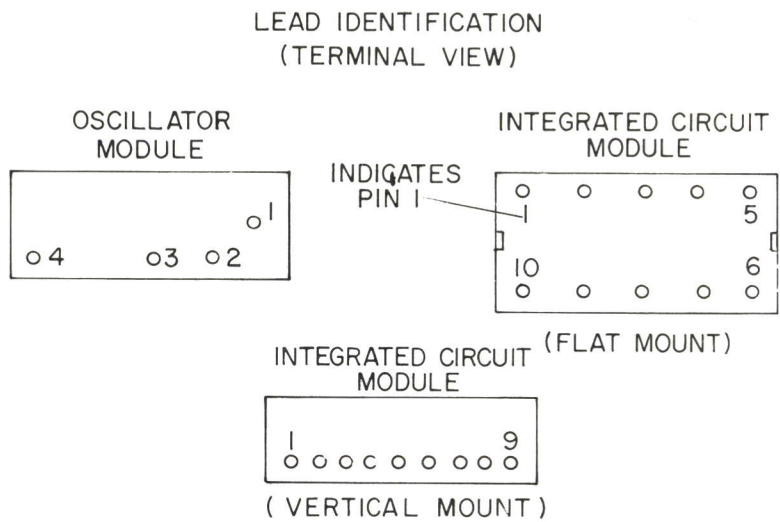 LEAD IDENTIFICATION
(TERMINAL VIEW)
OSCILLATOR
MODULE
1
4 3 2
INTEGRATED CIRCUIT
MODULE
INDICATES
PIN 1
1 5
10 6
(FLAT MOUNT)
INTEGRATED CIRCUIT
MODULE
1 9
(VERTICAL MOUNT)